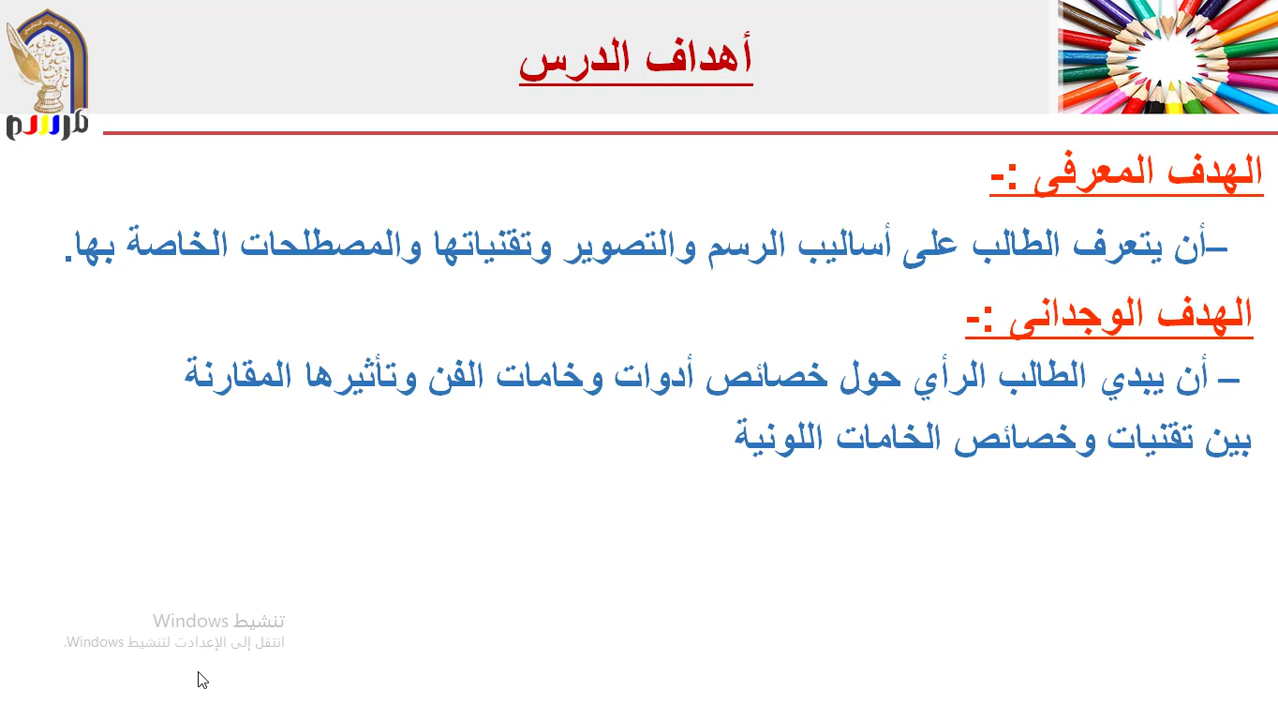 أهداف الدرس
مرسم
الهدف المعرفى :-
–أن يتعرف الطالب على أساليب الرسم والتصوير وتقنياتها والمصطلحات الخاصة بها.
الهدف الوجدانى :-
– أن يبدي الطالب الرأي حول خصائص أدوات وخامات الفن وتأثيرها المقارنة
بين تقنيات وخصائص الخامات اللونية
تنشيط Windows
انتقل إلى الإعدادت لتنشيط Windows.